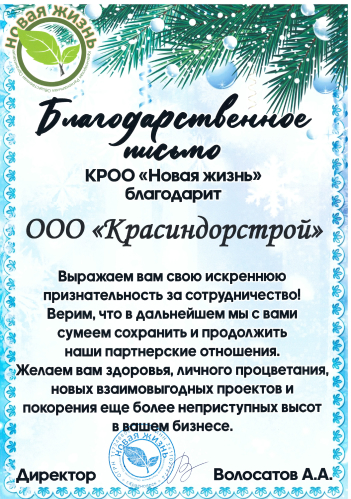 НОВАЯ ЖИЗНЬ
Благодарственное
письмо
КРОО «Новая жизнь»
благодарит
ООО «Красиндорстрой»
Выражаем вам свою искреннюю
признательность за сотрудничество!
Верим, что в дальнейшем мы с вами
сумеем сохранить и продолжить
наши партнерские отношения.
Желаем вам здоровья, личного процветания,
новых взаимовыгодных проектов и
покорения еще более неприступных высот
в вашем бизнесе.
НОВАЯ ЖИЗНЬ
Директор Волосатов А.А.